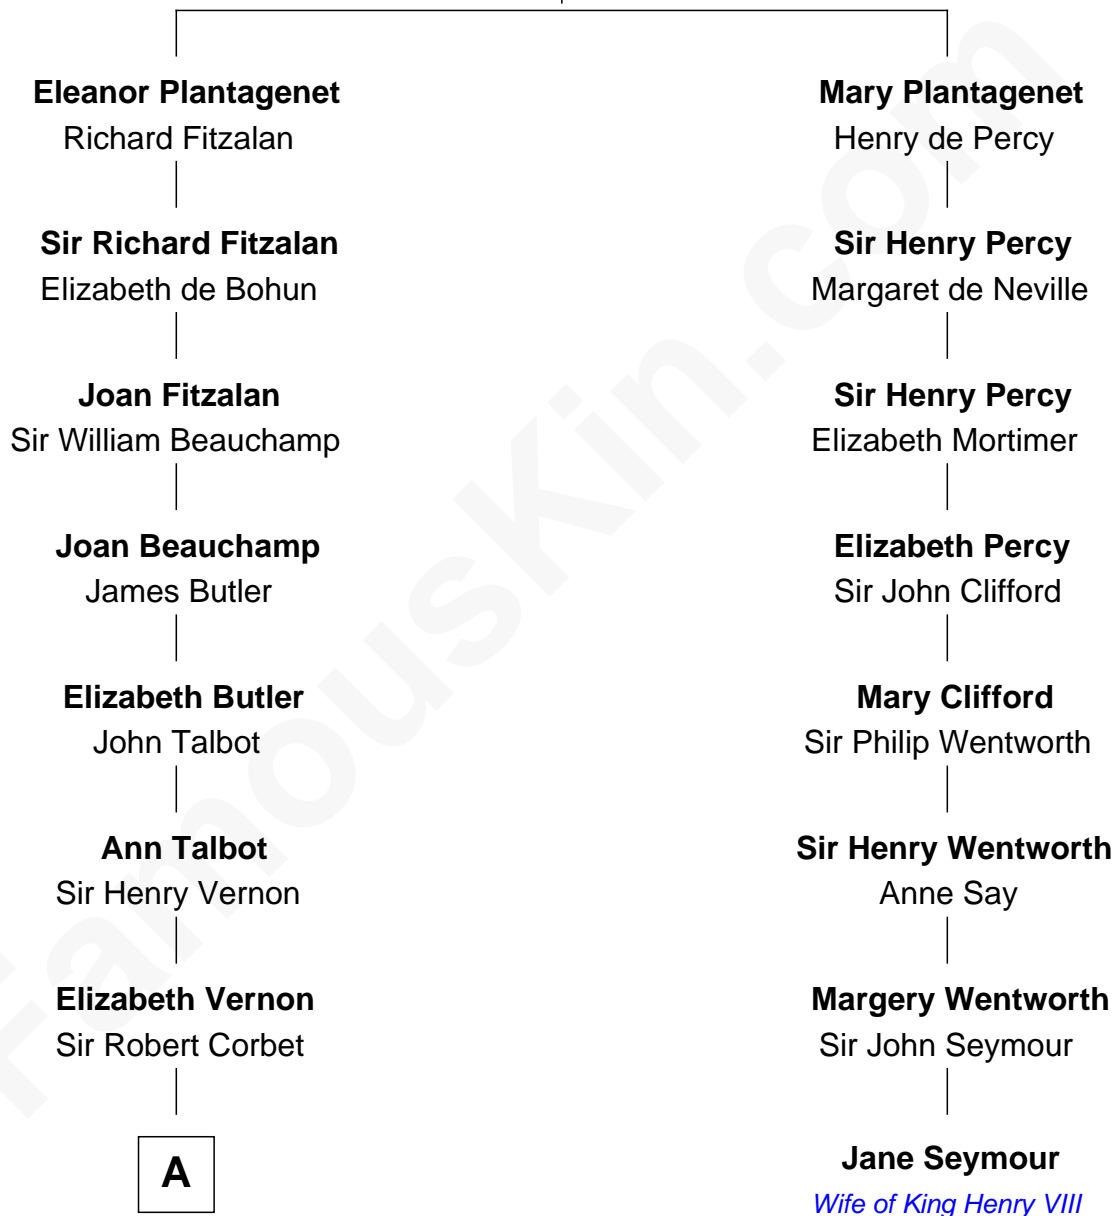 Eleanor Plantagenet
Richard Fitzalan
Sir Richard Fitzalan
Elizabeth de Bohun
Joan Fitzalan
Sir William Beauchamp
Joan Beauchamp
James Butler
Elizabeth Butler
John Talbot
Ann Talbot
Sir Henry Vernon
Elizabeth Vernon
Sir Robert Corbet
A
Mary Plantagenet
Henry de Percy
Sir Henry Percy
Margaret de Neville
Sir Henry Percy
Elizabeth Mortimer
Elizabeth Percy
Sir John Clifford
Mary Clifford
Sir Philip Wentworth
Sir Henry Wentworth
Anne Say
Margery Wentworth
Sir John Seymour
Jane Seymour
Wife of King Henry VIII
FamousKin.com